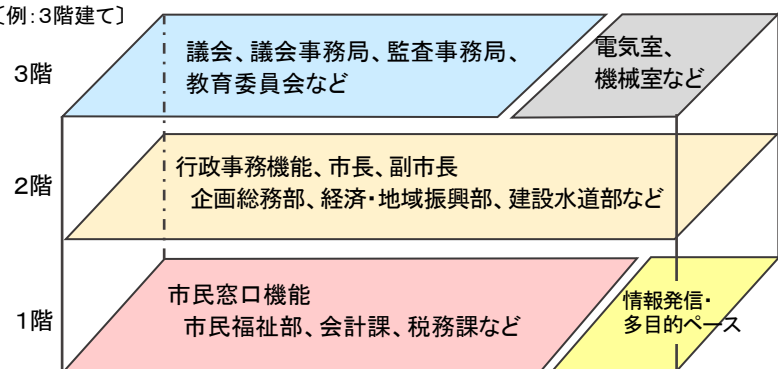 〔例:3階建て〕
3階
議会、議会事務局、監査事務局、
教育委員会など
電気室、
機械室など
2階
行政事務機能、市長、副市長
企画総務部、経済・地域振興部、建設水道部など
1階
市民窓口機能
市民福祉部、会計課、税務課など
情報発信・
多目的ペース